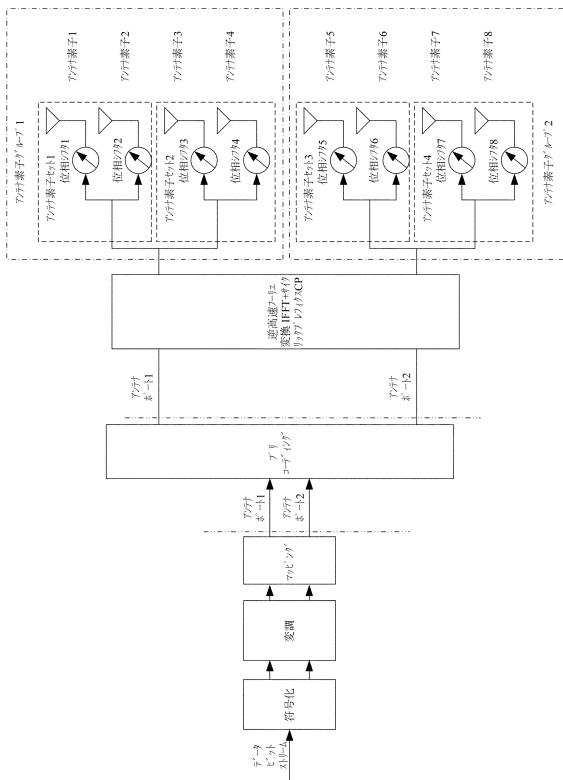 データ
ビット
ストリーム
符号化
変調
マッピング
アンテナ
ポート1
アンテナ
ポート2
プリ
コーディング
アンテナ
ポート1
アンテナ
ポート2
逆高速フーリエ
変換 IFFT+サイク
リックプレフィクスCP
アンテナ素子グループ1
アンテナ素子セット1
位相シフタ1
位相シフタ2
アンテナ素子セット2
位相シフタ3
位相シフタ4
アンテナ素子1
アンテナ素子2
アンテナ素子3
アンテナ素子4
アンテナ素子セット3
位相シフタ5
位相シフタ6
アンテナ素子セット4
位相シフタ7
位相シフタ8
アンテナ素子グループ2
アンテナ素子5
アンテナ素子6
アンテナ素子7
アンテナ素子8